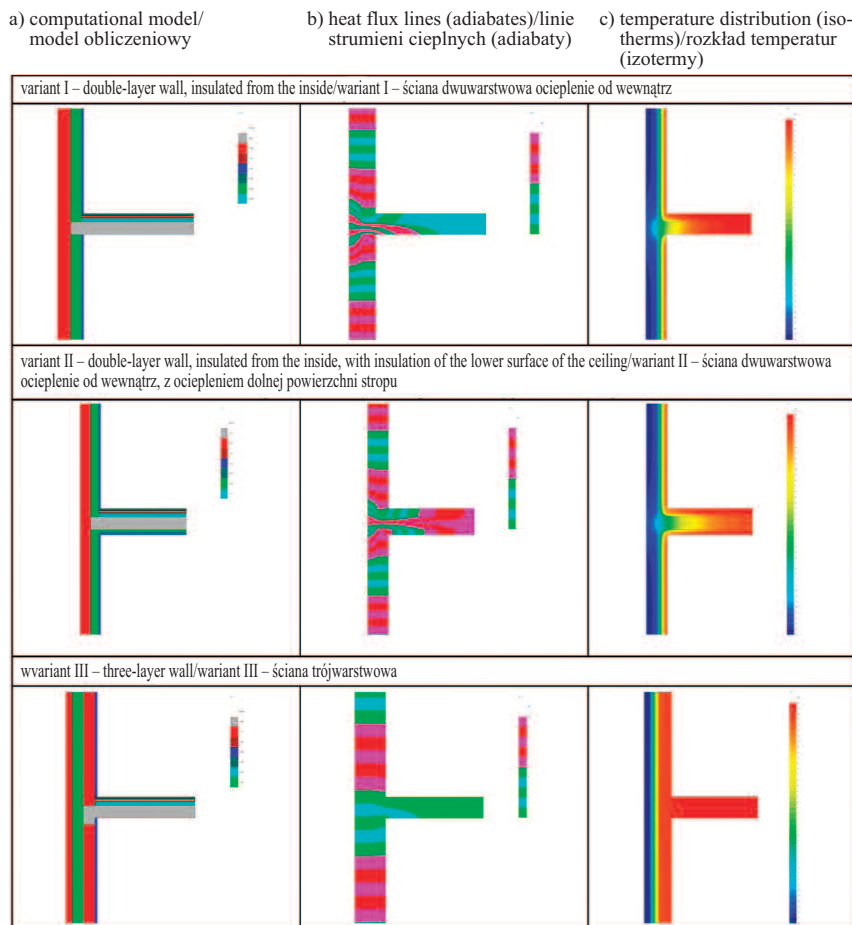 a) computational model/
model obliczeniowy
b) heat flux lines (adiabates)/linie
strumieni cieplnych (adiabaty)
c) temperature distribution (iso-
therms)/rozkład temperatur
(izotermy)
variant I – double-layer wall, insulated from the inside/wariant I – ściana dwuwarstwowa ocieplenie od wewnątrz
variant II – double-layer wall, insulated from the inside, with insulation of the lower surface of the ceiling/wariant II – ściana dwuwarstwowa
ocieplenie od wewnątrz, z ociepleniem dolnej powierzchni stropu
wvariant III – three-layer wall/wariant III – ściana trójwarstwowa